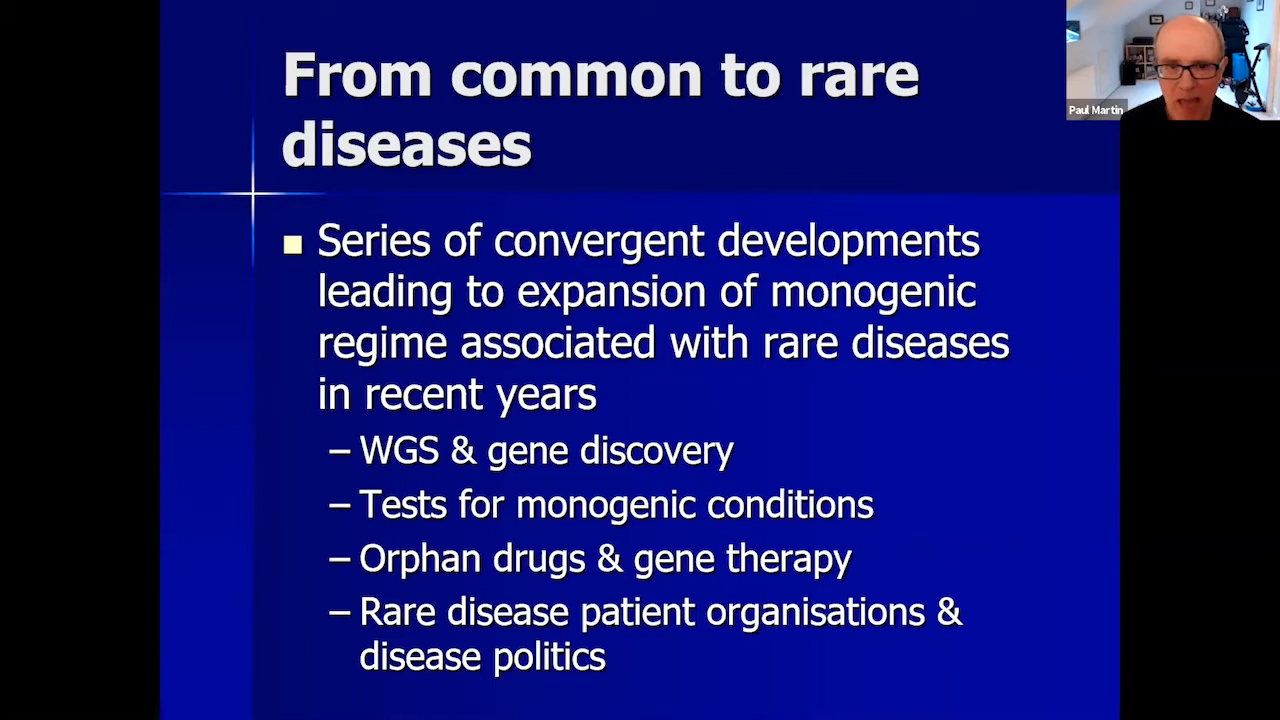 From common to rare
diseases
Series of convergent developments
leading to expansion of monogenic
regime associated with rare diseases
in recent years
– WGS & gene discovery
– Tests for monogenic conditions
– Orphan drugs & gene therapy
– Rare disease patient organisations &
disease politics
Paul Martin